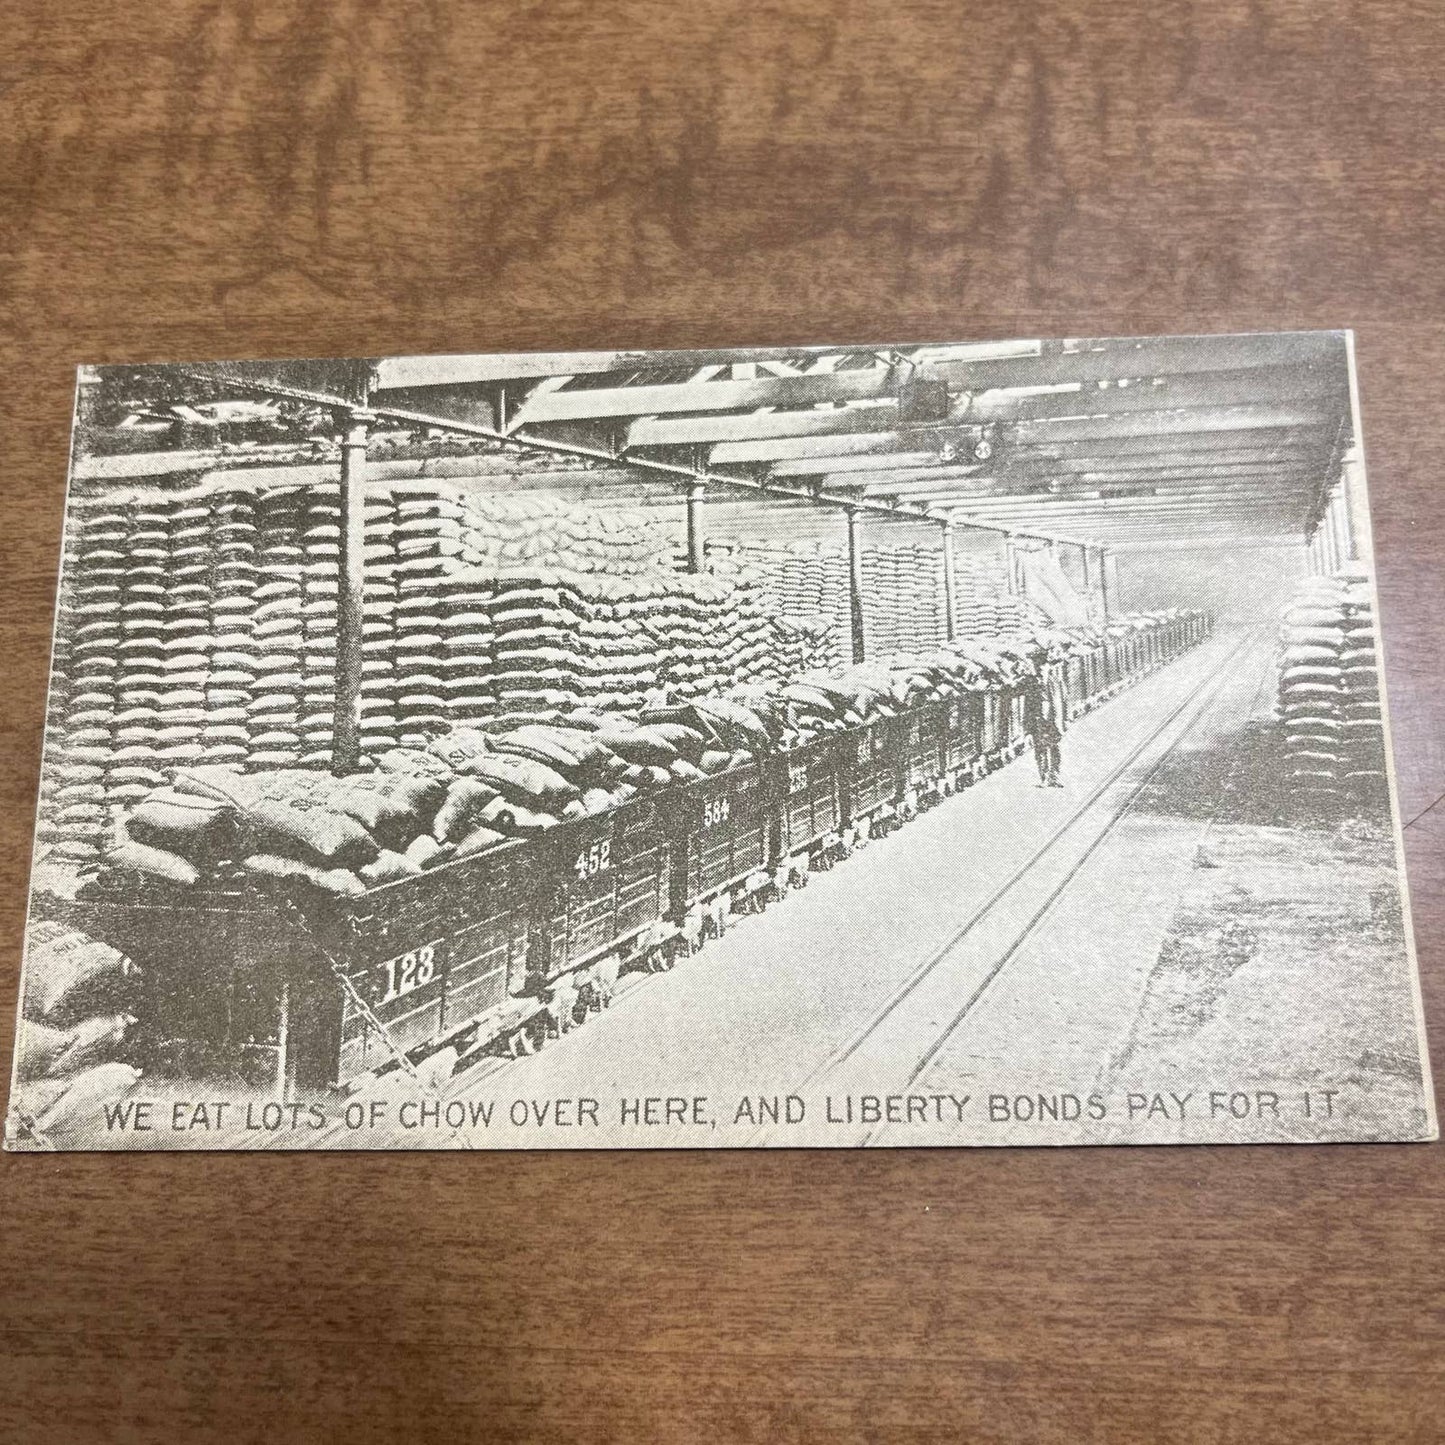 123
452
584
WE EAT LOTS OF CHOW OVER HERE, AND LIBERTY BONDS PAY FOR IT